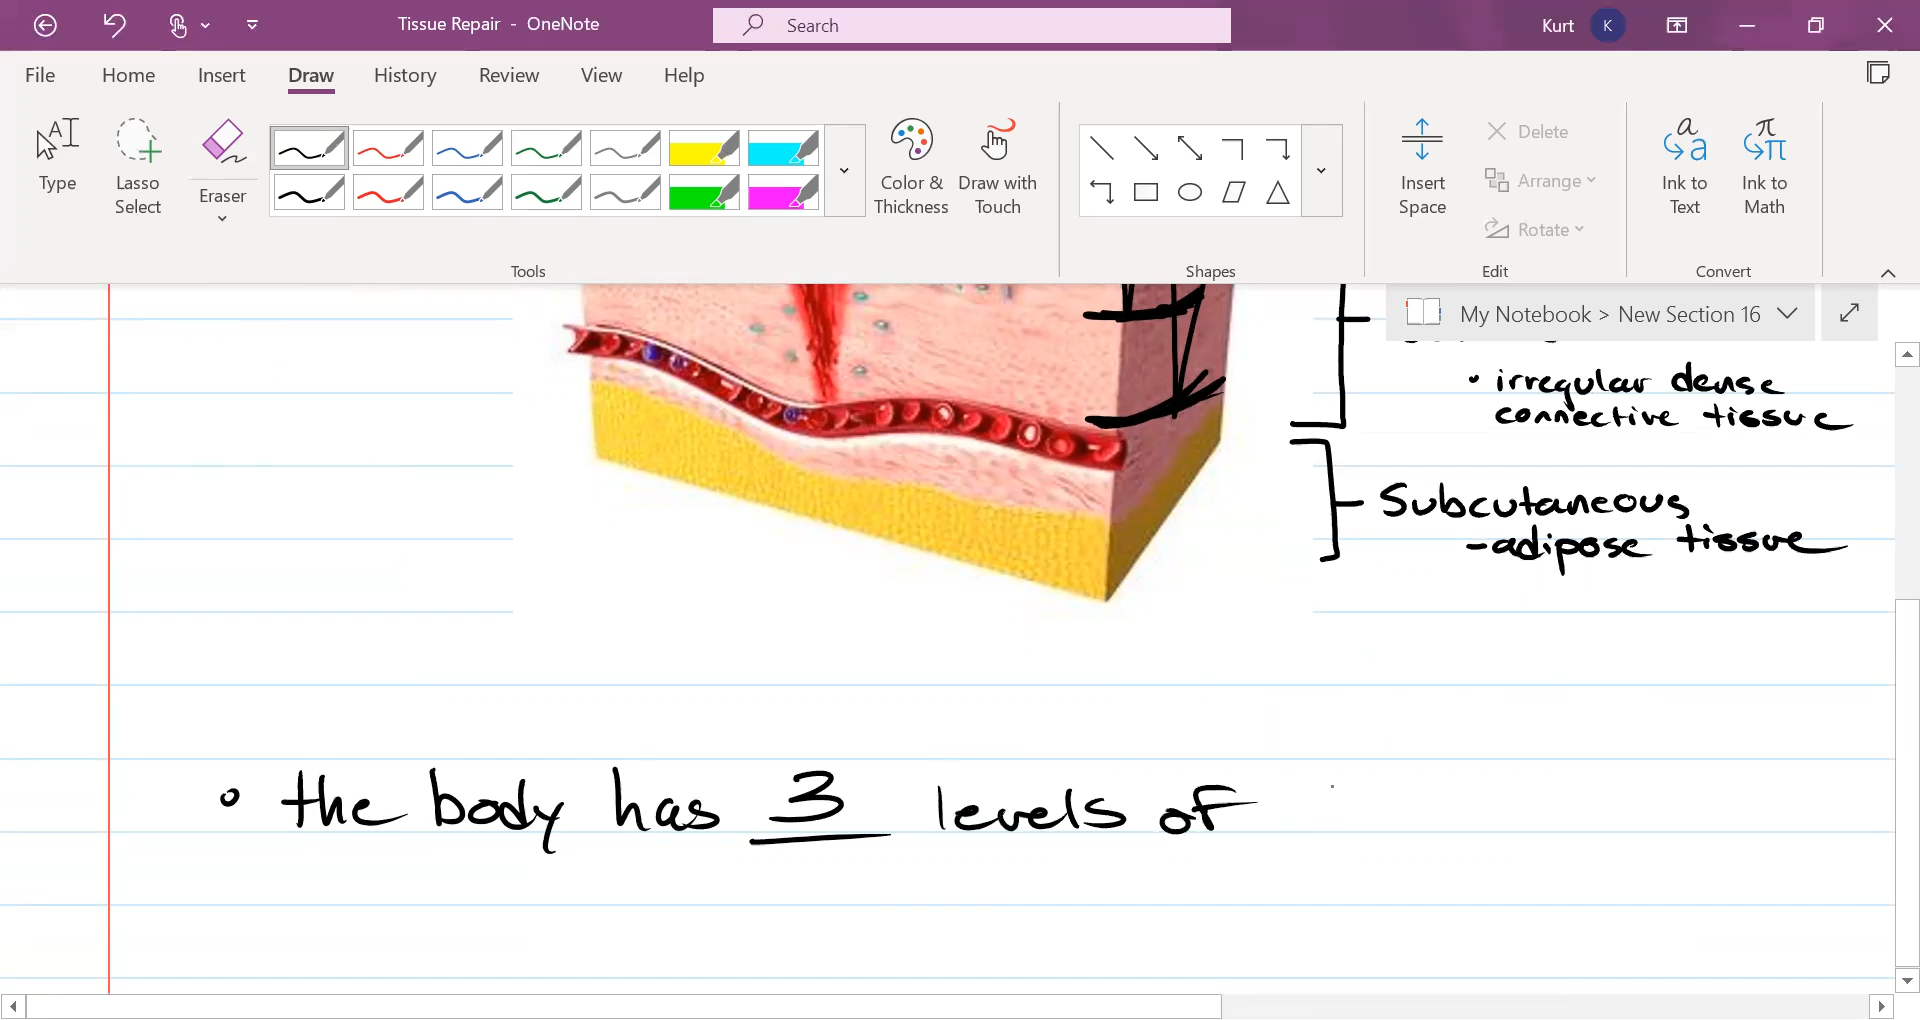 Tissue Repair - OneNote
Search
Kurt
K
File Home Insert Draw History Review View Help
Type
Lasso Select
Eraser
Color & Thickness
Draw with Touch
Insert Space
Delete
Arrange
Rotate
Ink to Text
Ink to Math
Tools
Shapes
Edit
Convert
My Notebook > New Section 16
• irregular dense
connective tissue
Subcutaneous
-adipose tissue
• the body has 3 levels of